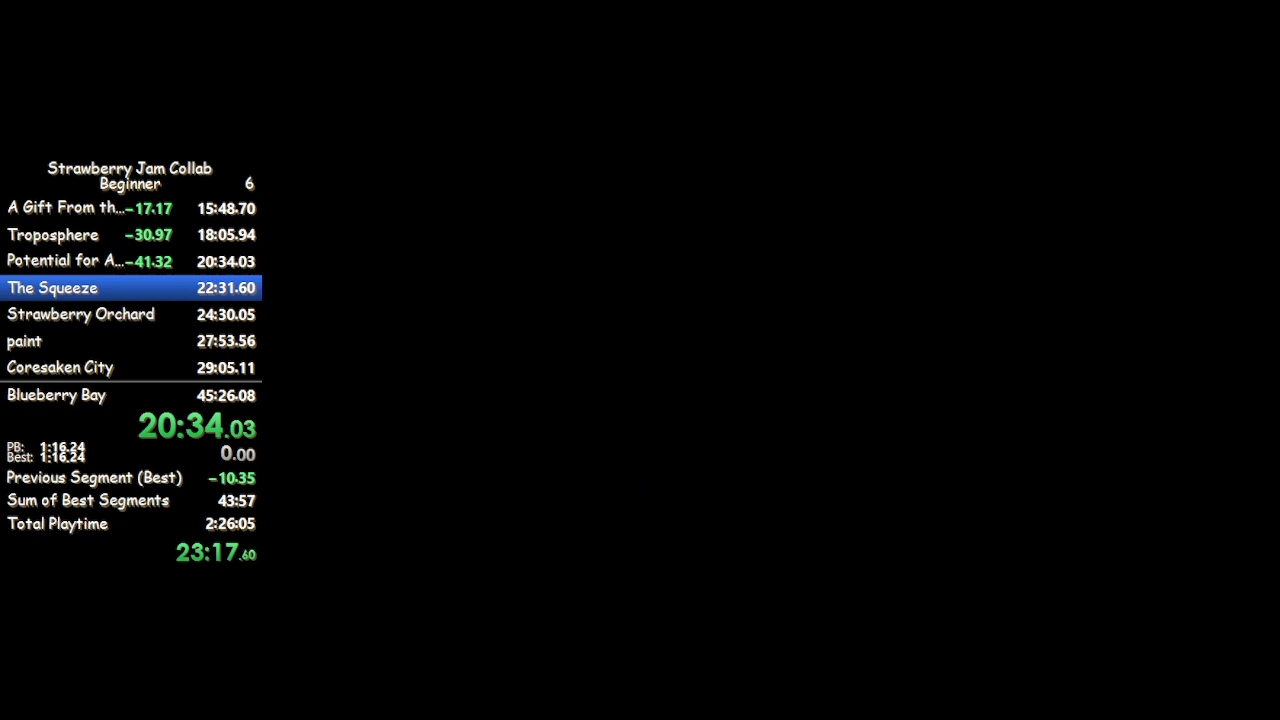 Strawberry Jam Collab
Beginner 6
A Gift From th... -17.17 15:48.70
Troposphere -30.97 18:05.94
Potential for A... -41.32 20:34.03
The Squeeze 22:31.60
Strawberry Orchard 24:30.05
paint 27:53.56
Coresaken City 29:05.11
Blueberry Bay 45:26.08
20:34.03
PB: 1:16.24 0.00
Best: 1:16.24
Previous Segment (Best) -10.35
Sum of Best Segments 43:57
Total Playtime 2:26:05
23:17.60